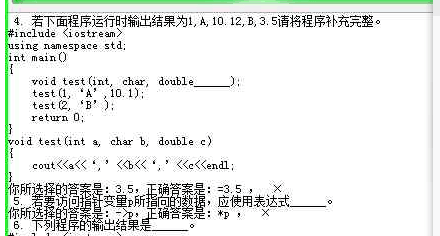 4. 若下面程序运行时输出结果为1,A,10.12,B,3.5请将程序补充完整。
#include <iostream>
using namespace std;
int main()
{
void test(int, char, double______);
test(1, ‘A’,10.1);
test(2, ‘B’);
return 0;
}
void test(int a, char b, double c)
{
cout<<a<<‘,’<<b<<‘,’<<c<<endl;
}
你所选择的答案是: 3.5，正确答案是: =3.5 ， ×
5. 若要访问指针变量p所指向的数据，应使用表达式______。
你所选择的答案是: ->p，正确答案是: *p ， ×
6. 下列程序的输出结果是____。
#include <iostream>